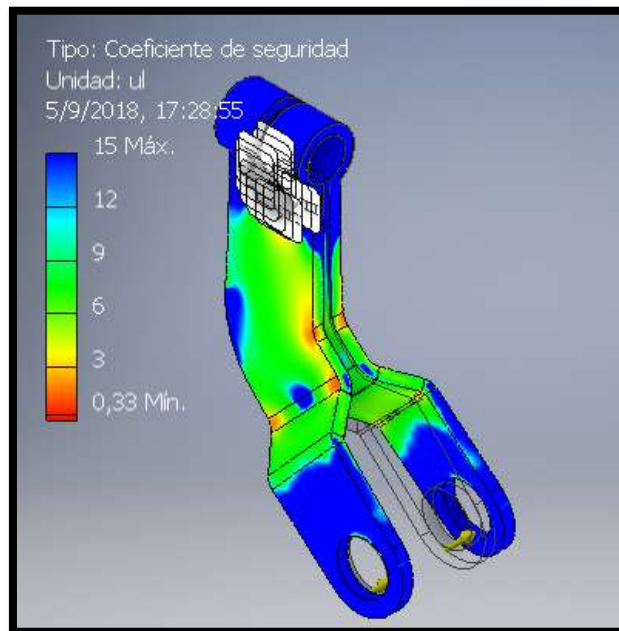 Tipo: Coeficiente de seguridad
Unidad: ul
5/9/2018, 17:28:55
15 Máx.
12
9
6
3
0,33 Mín.